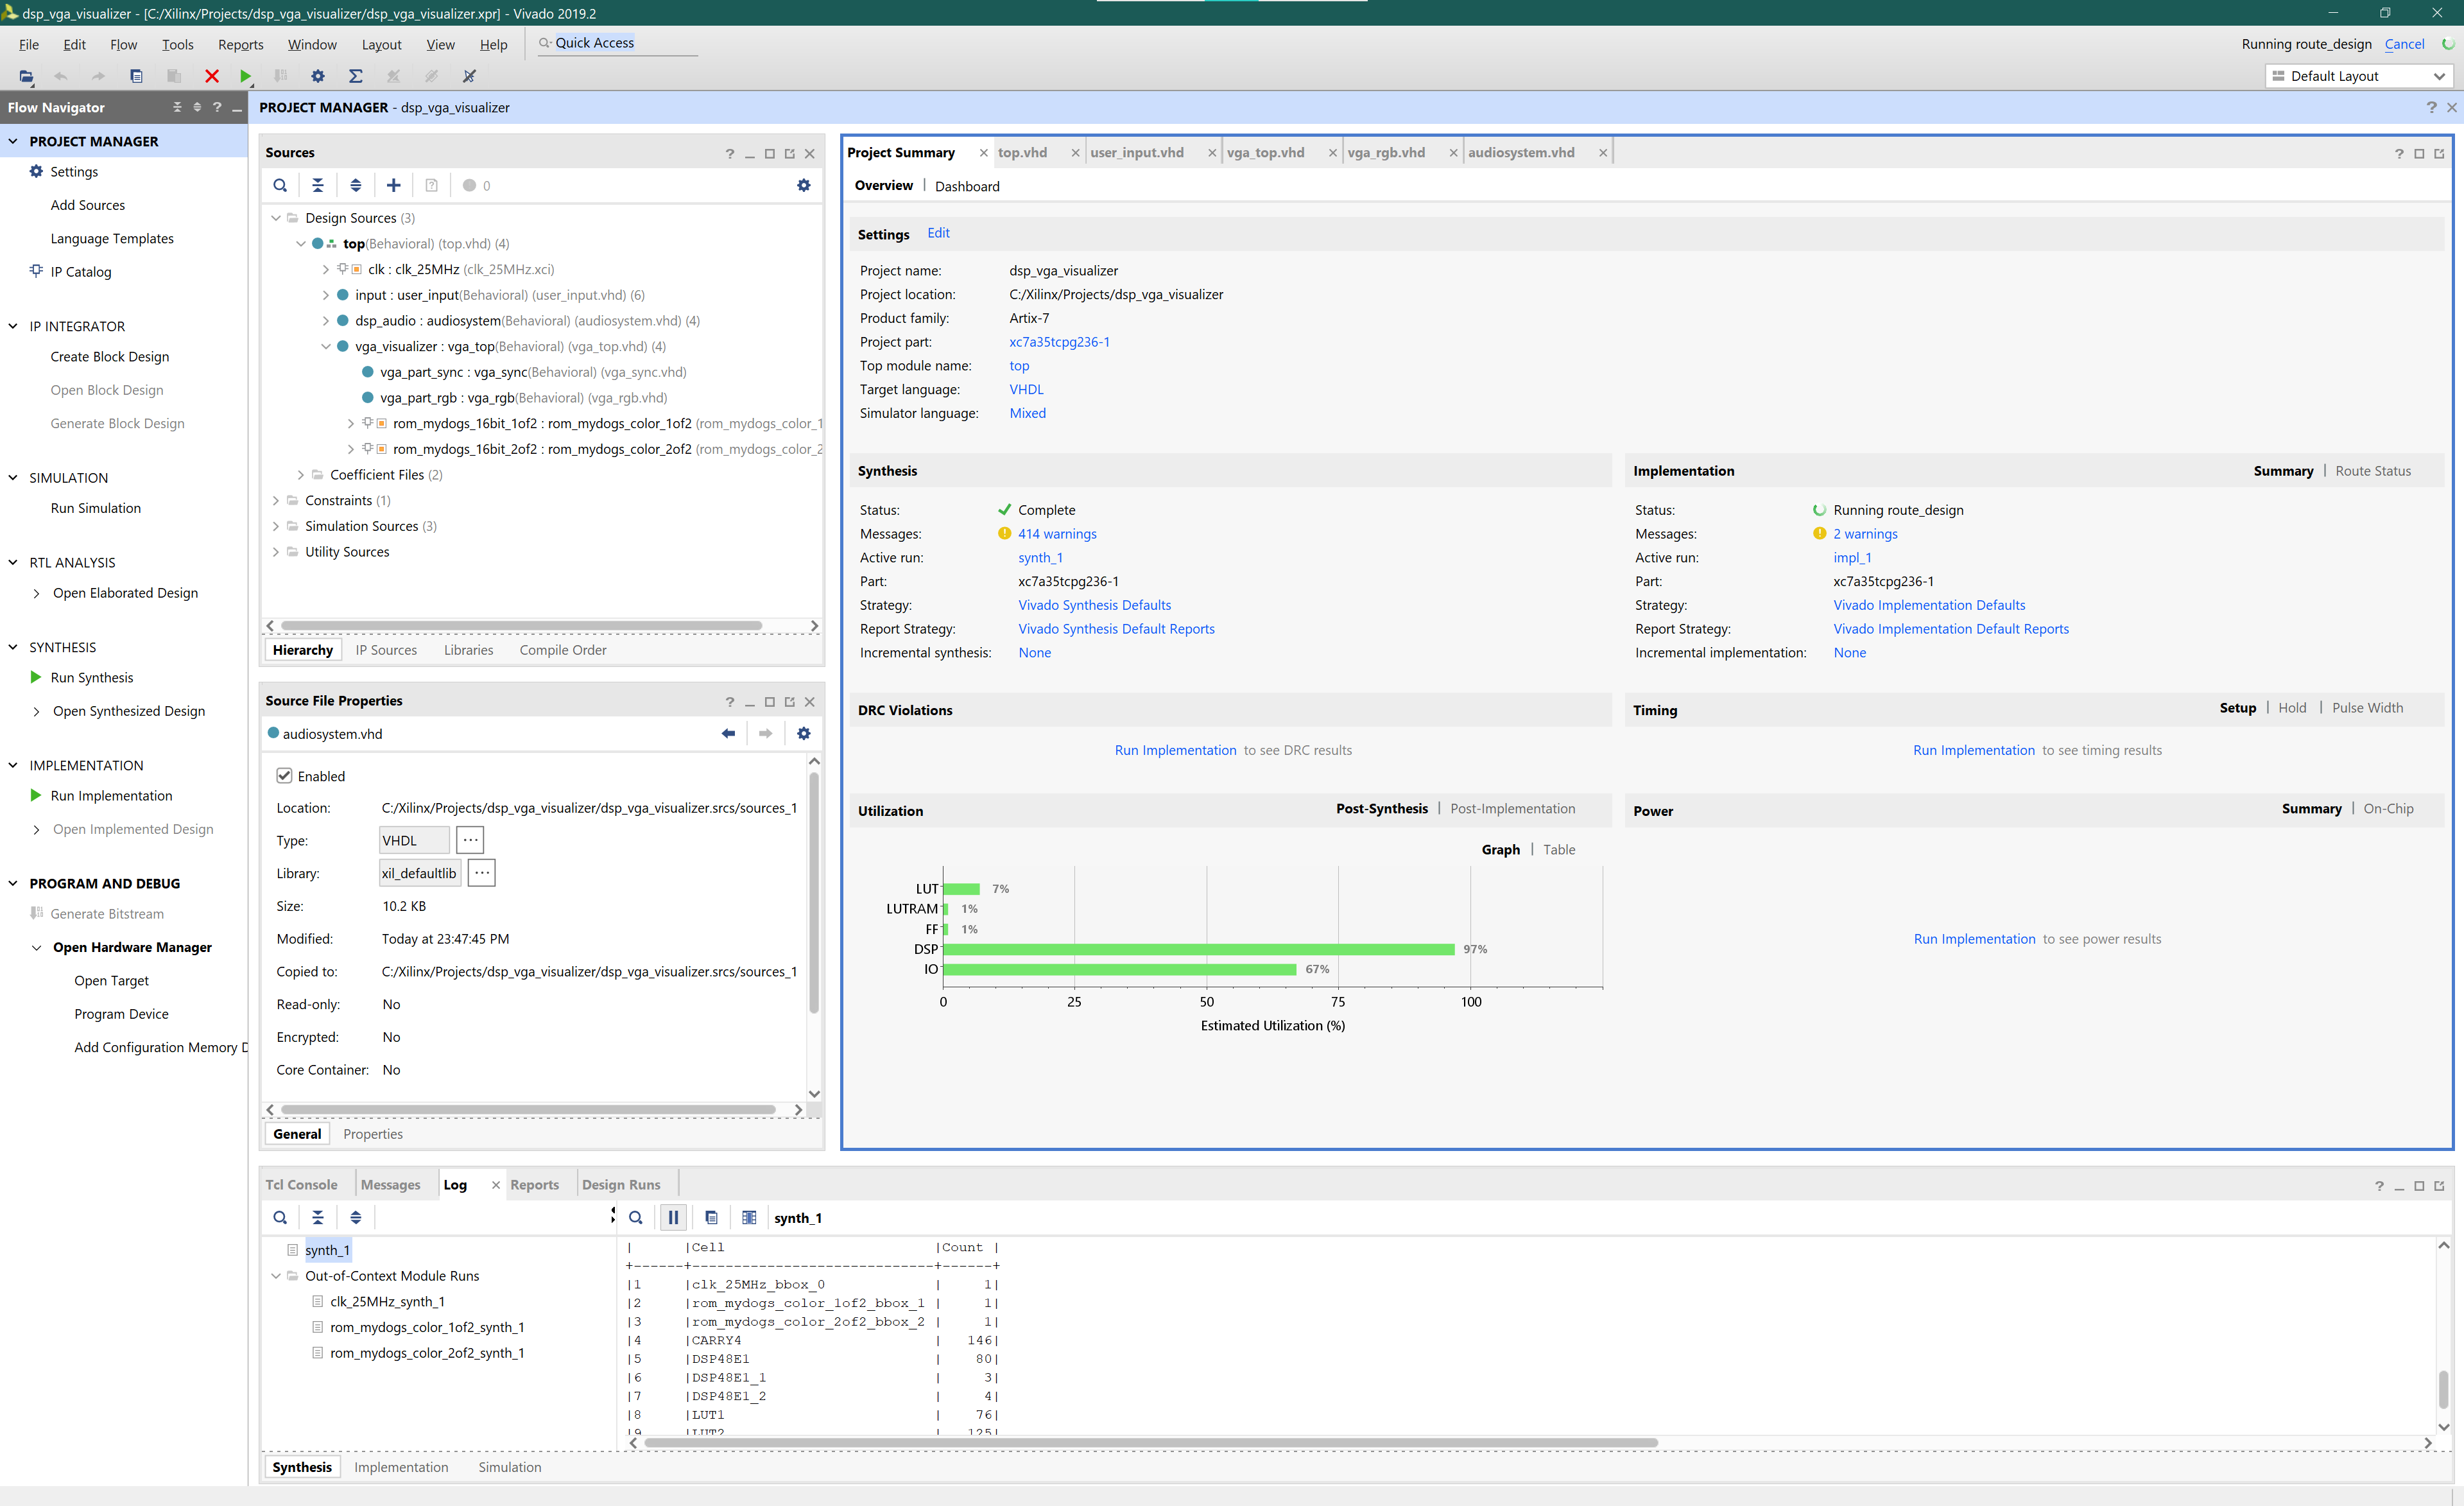 dsp_vga_visualizer - [C:/Xilinx/Projects/dsp_vga_visualizer/dsp_vga_visualizer.xpr] - Vivado 2019.2
File Edit Flow Tools Reports Window Layout View Help Quick Access
Running route_design Cancel
Default Layout
Flow Navigator
PROJECT MANAGER
Settings
Add Sources
Language Templates
IP Catalog
IP INTEGRATOR
Create Block Design
Open Block Design
Generate Block Design
SIMULATION
Run Simulation
RTL ANALYSIS
Open Elaborated Design
SYNTHESIS
Run Synthesis
Open Synthesized Design
IMPLEMENTATION
Run Implementation
Open Implemented Design
PROGRAM AND DEBUG
Generate Bitstream
Open Hardware Manager
Open Target
Program Device
Add Configuration Memory D
PROJECT MANAGER - dsp_vga_visualizer
Sources
0
Design Sources (3)
top(Behavioral) (top.vhd) (4)
clk : clk_25MHz (clk_25MHz.xci)
input : user_input(Behavioral) (user_input.vhd) (6)
dsp_audio : audiosystem(Behavioral) (audiosystem.vhd) (4)
vga_visualizer : vga_top(Behavioral) (vga_top.vhd) (4)
vga_part_sync : vga_sync(Behavioral) (vga_sync.vhd)
vga_part_rgb : vga_rgb(Behavioral) (vga_rgb.vhd)
rom_mydogs_16bit_1of2 : rom_mydogs_color_1of2 (rom_mydogs_color_1
rom_mydogs_16bit_2of2 : rom_mydogs_color_2of2 (rom_mydogs_color_2
Coefficient Files (2)
Constraints (1)
Simulation Sources (3)
Utility Sources
Hierarchy IP Sources Libraries Compile Order
Source File Properties
audiosystem.vhd
Enabled
Location: C:/Xilinx/Projects/dsp_vga_visualizer/dsp_vga_visualizer.srcs/sources_1
Type: VHDL ...
Library: xil_defaultlib ...
Size: 10.2 KB
Modified: Today at 23:47:45 PM
Copied to: C:/Xilinx/Projects/dsp_vga_visualizer/dsp_vga_visualizer.srcs/sources_1
Read-only: No
Encrypted: No
Core Container: No
General Properties
Project Summary top.vhd user_input.vhd vga_top.vhd vga_rgb.vhd audiosystem.vhd
Overview | Dashboard
Settings Edit
Project name: dsp_vga_visualizer
Project location: C:/Xilinx/Projects/dsp_vga_visualizer
Product family: Artix-7
Project part: xc7a35tcpg236-1
Top module name: top
Target language: VHDL
Simulator language: Mixed
Synthesis
Status: Complete
Messages: 414 warnings
Active run: synth_1
Part: xc7a35tcpg236-1
Strategy: Vivado Synthesis Defaults
Report Strategy: Vivado Synthesis Default Reports
Incremental synthesis: None
Implementation Summary | Route Status
Status: Running route_design
Messages: 2 warnings
Active run: impl_1
Part: xc7a35tcpg236-1
Strategy: Vivado Implementation Defaults
Report Strategy: Vivado Implementation Default Reports
Incremental implementation: None
DRC Violations
Run Implementation to see DRC results
Timing Setup | Hold | Pulse Width
Run Implementation to see timing results
Utilization Post-Synthesis | Post-Implementation
Graph | Table
LUT 7%
LUTRAM 1%
FF 1%
DSP 97%
IO 67%
0 25 50 75 100
Estimated Utilization (%)
Power Summary | On-Chip
Run Implementation to see power results
Tcl Console Messages Log Reports Design Runs
synth_1
Out-of-Context Module Runs
clk_25MHz_synth_1
rom_mydogs_color_1of2_synth_1
rom_mydogs_color_2of2_synth_1
synth_1
| |Cell |Count |
+------+----------------------------+------+
|1 |clk_25MHz_bbox_0 | 1|
|2 |rom_mydogs_color_1of2_bbox_1 | 1|
|3 |rom_mydogs_color_2of2_bbox_2 | 1|
|4 |CARRY4 | 146|
|5 |DSP48E1 | 80|
|6 |DSP48E1_1 | 3|
|7 |DSP48E1_2 | 4|
|8 |LUT1 | 76|
|9 |LUT2 | 125|
Synthesis Implementation Simulation